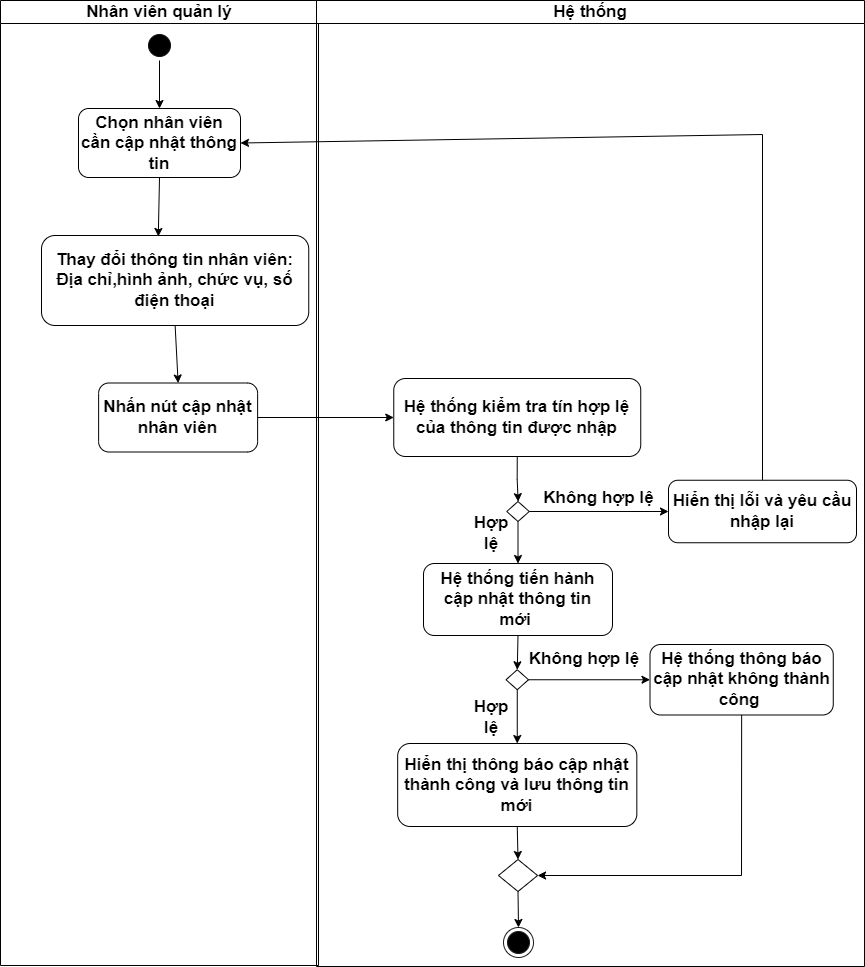 Nhân viên quản lý
Hệ thống
Chọn nhân viên
cần cập nhật thông
tin
Thay đổi thông tin nhân viên:
Địa chỉ,hình ảnh, chức vụ, số
điện thoại
Nhấn nút cập nhật
nhân viên
Hệ thống kiểm tra tín hợp lệ
của thông tin được nhập
Không hợp lệ
Hiển thị lỗi và yêu cầu
nhập lại
Hợp
lệ
Hệ thống tiến hành
cập nhật thông tin
mới
Không hợp lệ
Hệ thống thông báo
cập nhật không thành
công
Hợp
lệ
Hiển thị thông báo cập nhật
thành công và lưu thông tin
mới